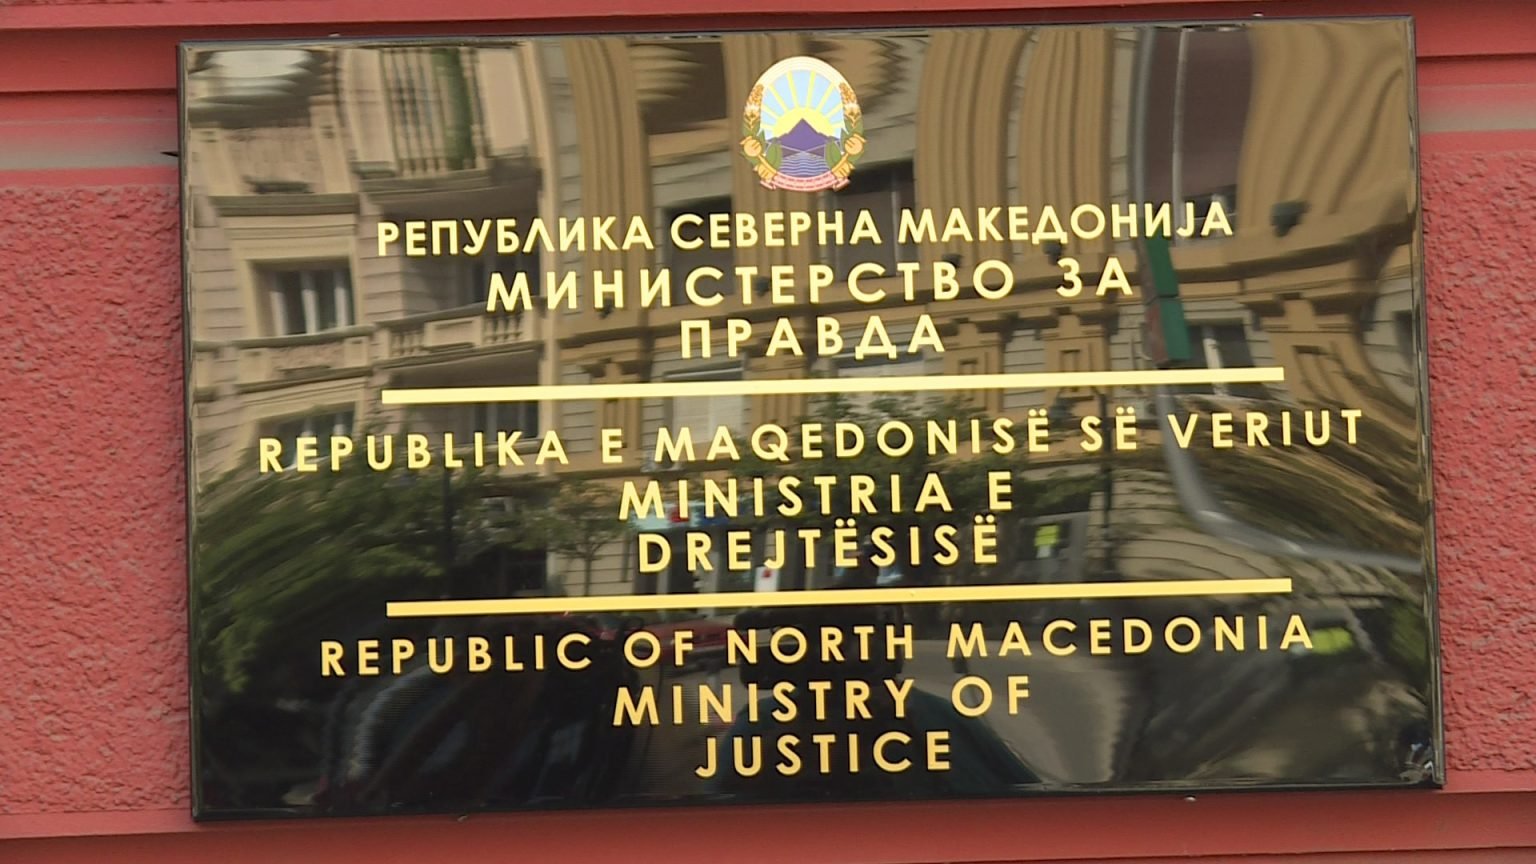 РЕПУБЛИКА СЕВЕРНА МАКЕДОНИЈА
МИНИСТЕРСТВО ЗА
ПРАВДА
REPUBLIKA E MAQEDONISË SË VERIUT
MINISTRIA E
DREJTËSISË
REPUBLIC OF NORTH MACEDONIA
MINISTRY OF
JUSTICE